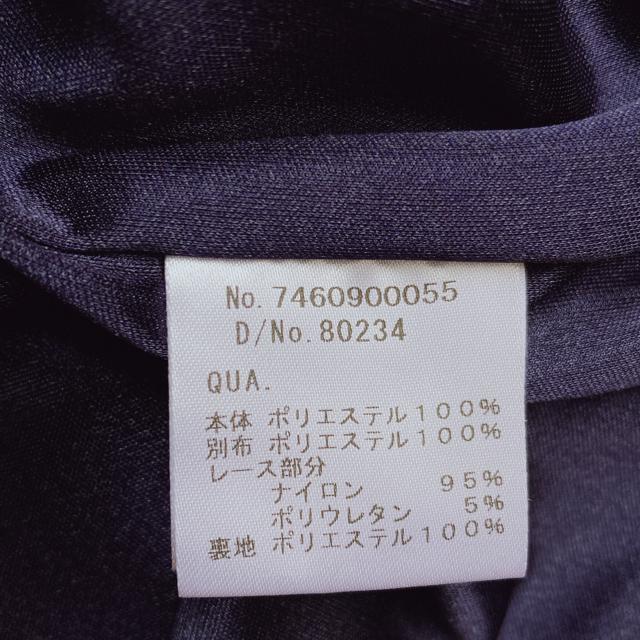 No. 7460900055
D/No. 80234
QUA.
本体 ポリエステル100%
別布 ポリエステル100%
レース部分
ナイロン 95%
ポリウレタン 5%
裏地 ポリエステル100%